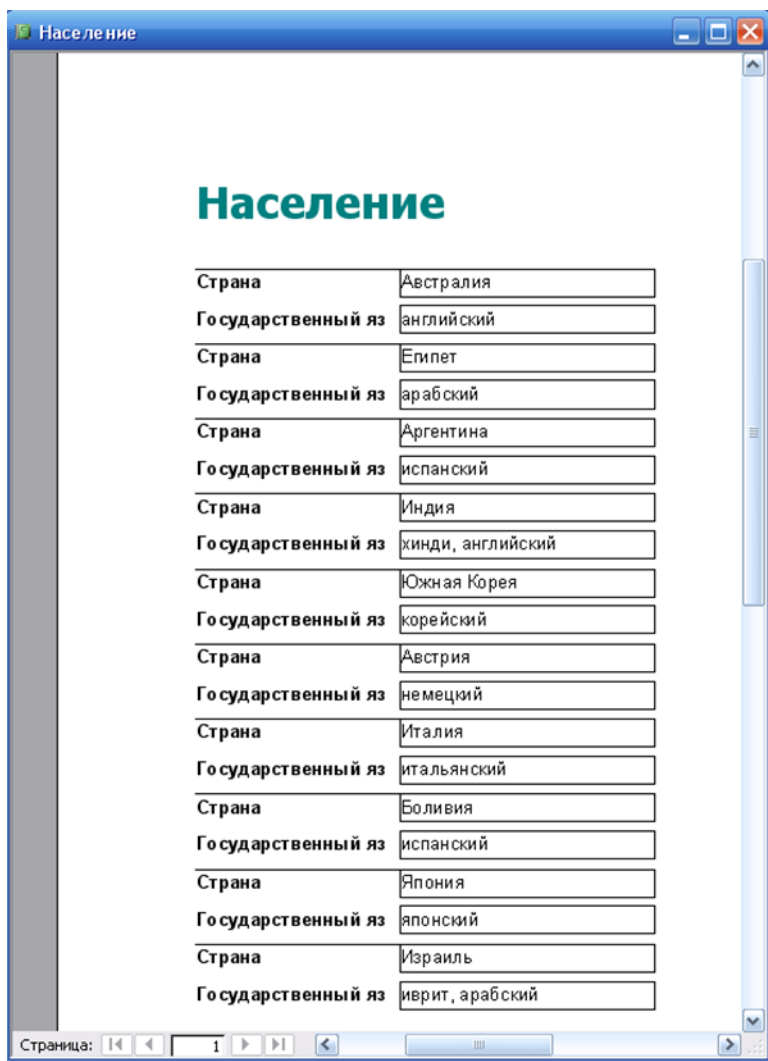 Население
Население
Страна Австралия
Государственный яз английский
Страна Египет
Государственный яз арабский
Страна Аргентина
Государственный яз испанский
Страна Индия
Государственный яз хинди, английский
Страна Южная Корея
Государственный яз корейский
Страна Австрия
Государственный яз немецкий
Страна Италия
Государственный яз итальянский
Страна Боливия
Государственный яз испанский
Страна Япония
Государственный яз японский
Страна Израиль
Государственный яз иврит, арабский
Страница: 1